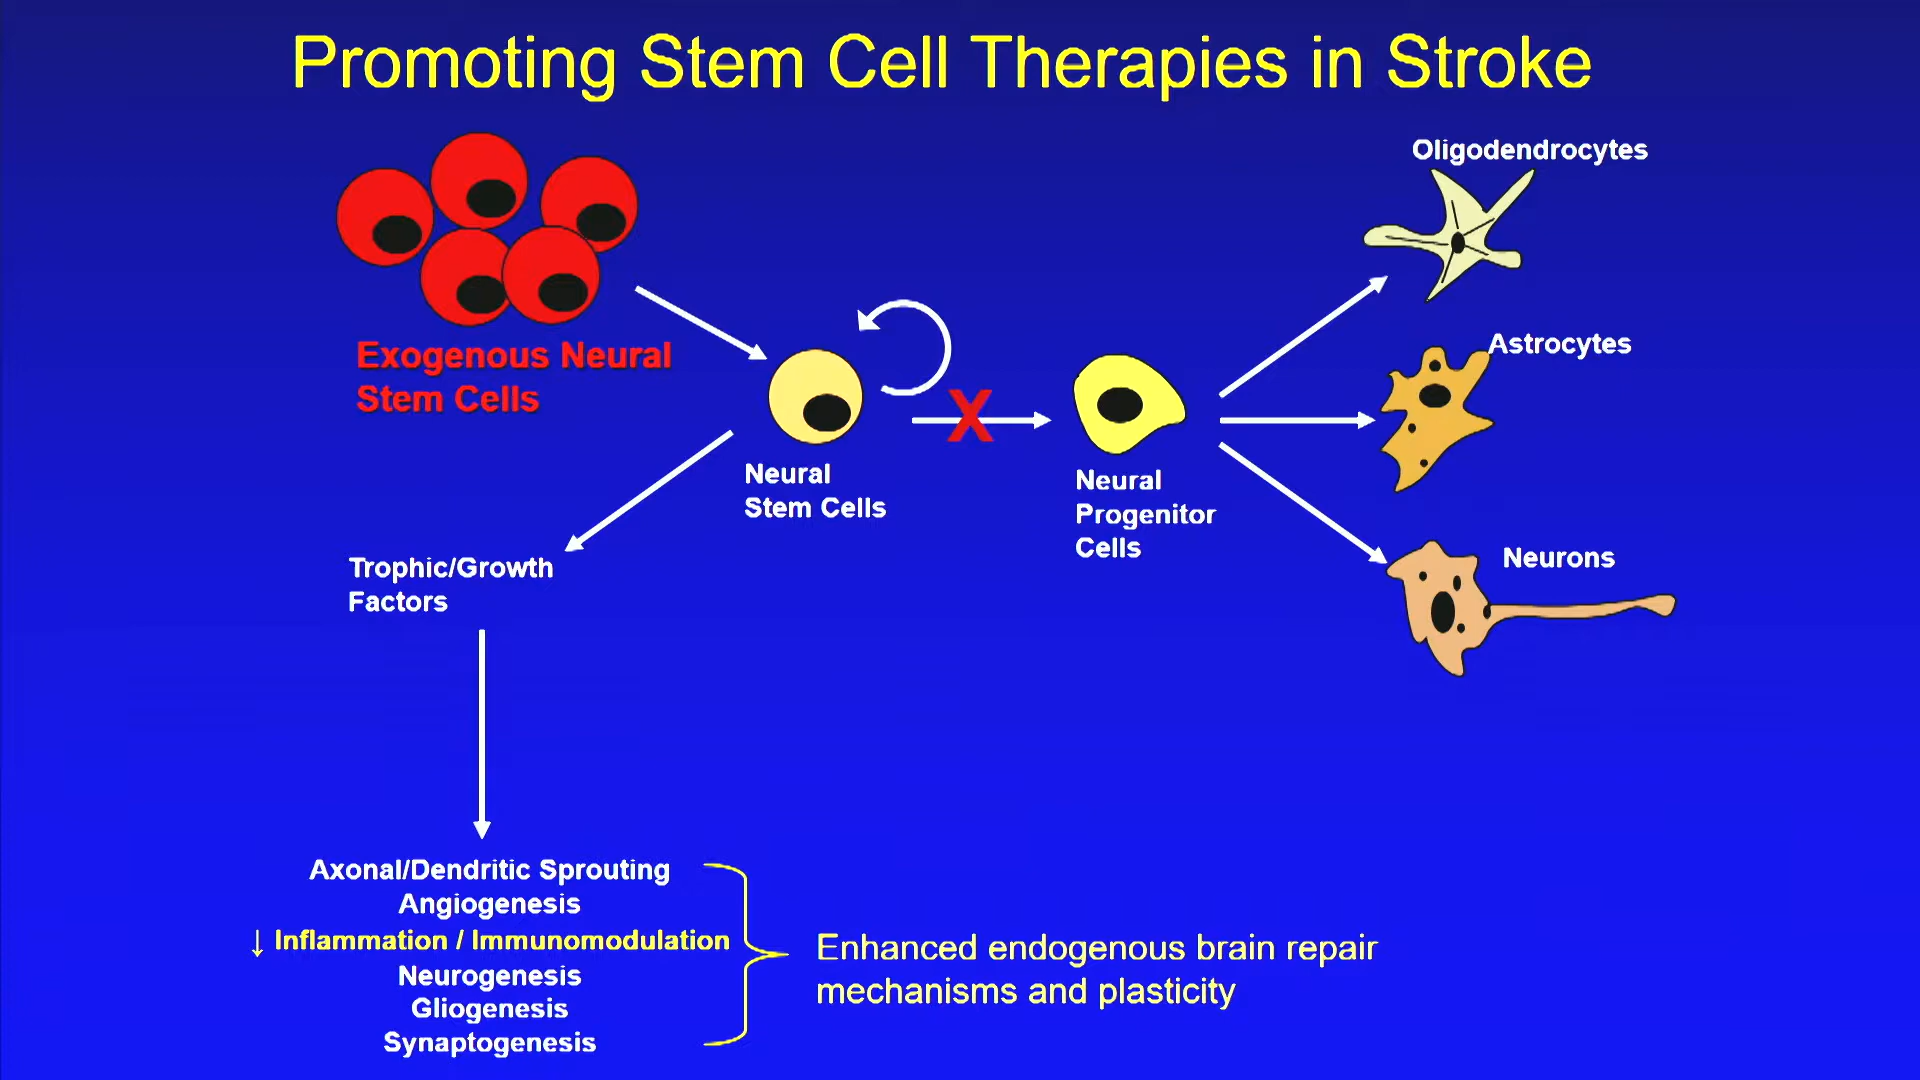 Promoting Stem Cell Therapies in Stroke
Oligodendrocytes
Exogenous Neural
Stem Cells
Astrocytes
X
Neural
Stem Cells
Neural
Progenitor
Cells
Neurons
Trophic/Growth
Factors
Axonal/Dendritic Sprouting
Angiogenesis
↓ Inflammation / Immunomodulation
Neurogenesis
Gliogenesis
Synaptogenesis
Enhanced endogenous brain repair
mechanisms and plasticity